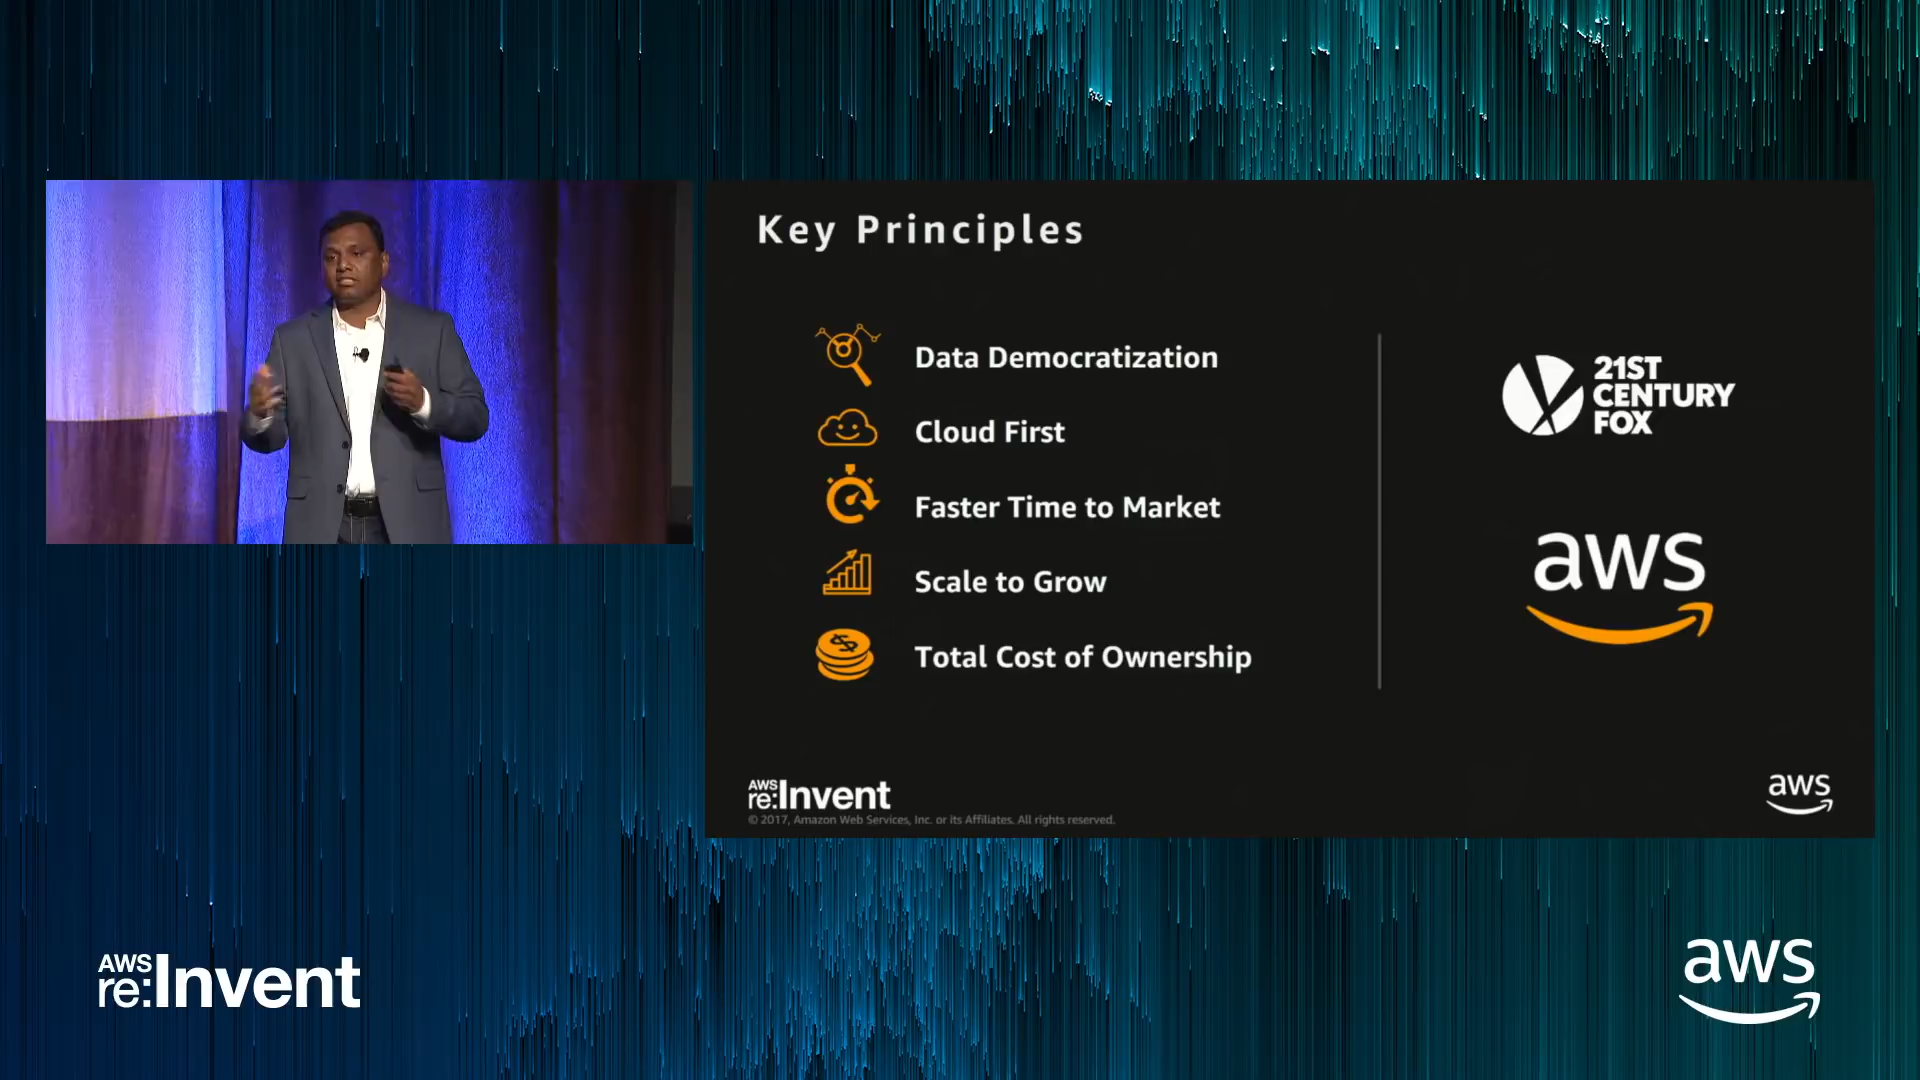 Key Principles
Data Democratization
Cloud First
Faster Time to Market
Scale to Grow
Total Cost of Ownership
21ST
CENTURY
FOX
aws
AWS
re:Invent
© 2017, Amazon Web Services, Inc. or its Affiliates. All rights reserved.
aws
AWS
re:Invent
aws